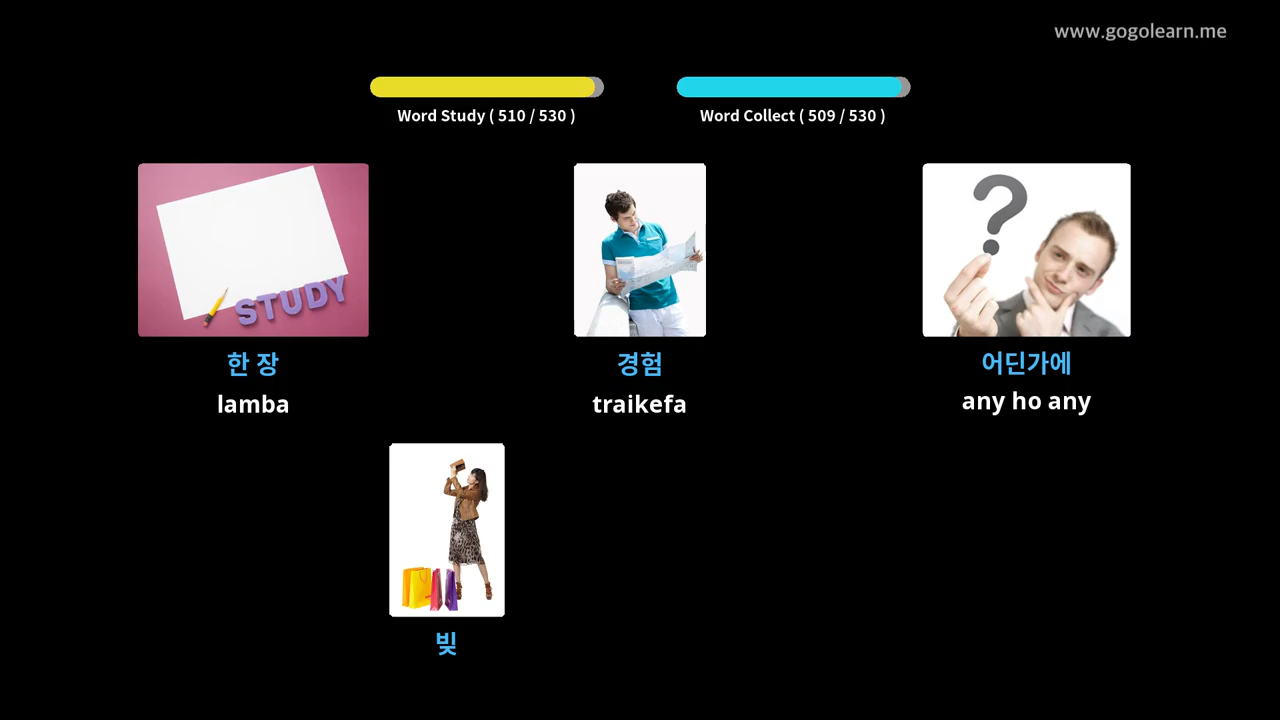 www.gogolearn.me
Word Study ( 510 / 530 )
Word Collect ( 509 / 530 )
STUDY
한 장
lamba
경험
traikefa
어딘가에
any ho any
빚